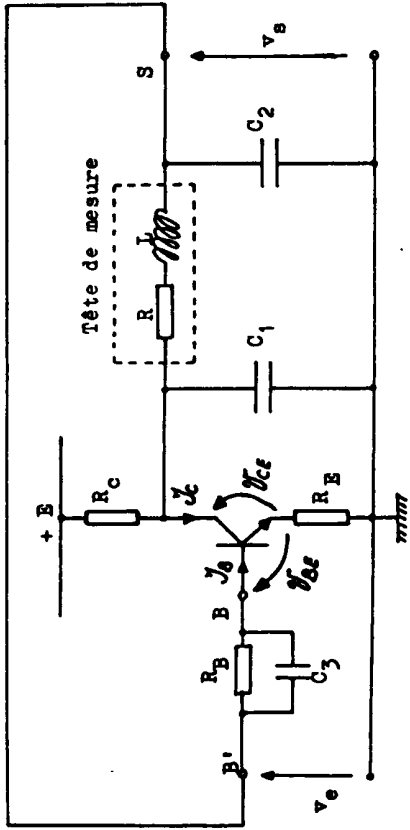 + E
R_C
Tête de mesure
R
L
S
v_s
C_1
C_2
I_C
V_CE
R_E
V_BE
I_B
B
R_B
C_3
B'
v_e